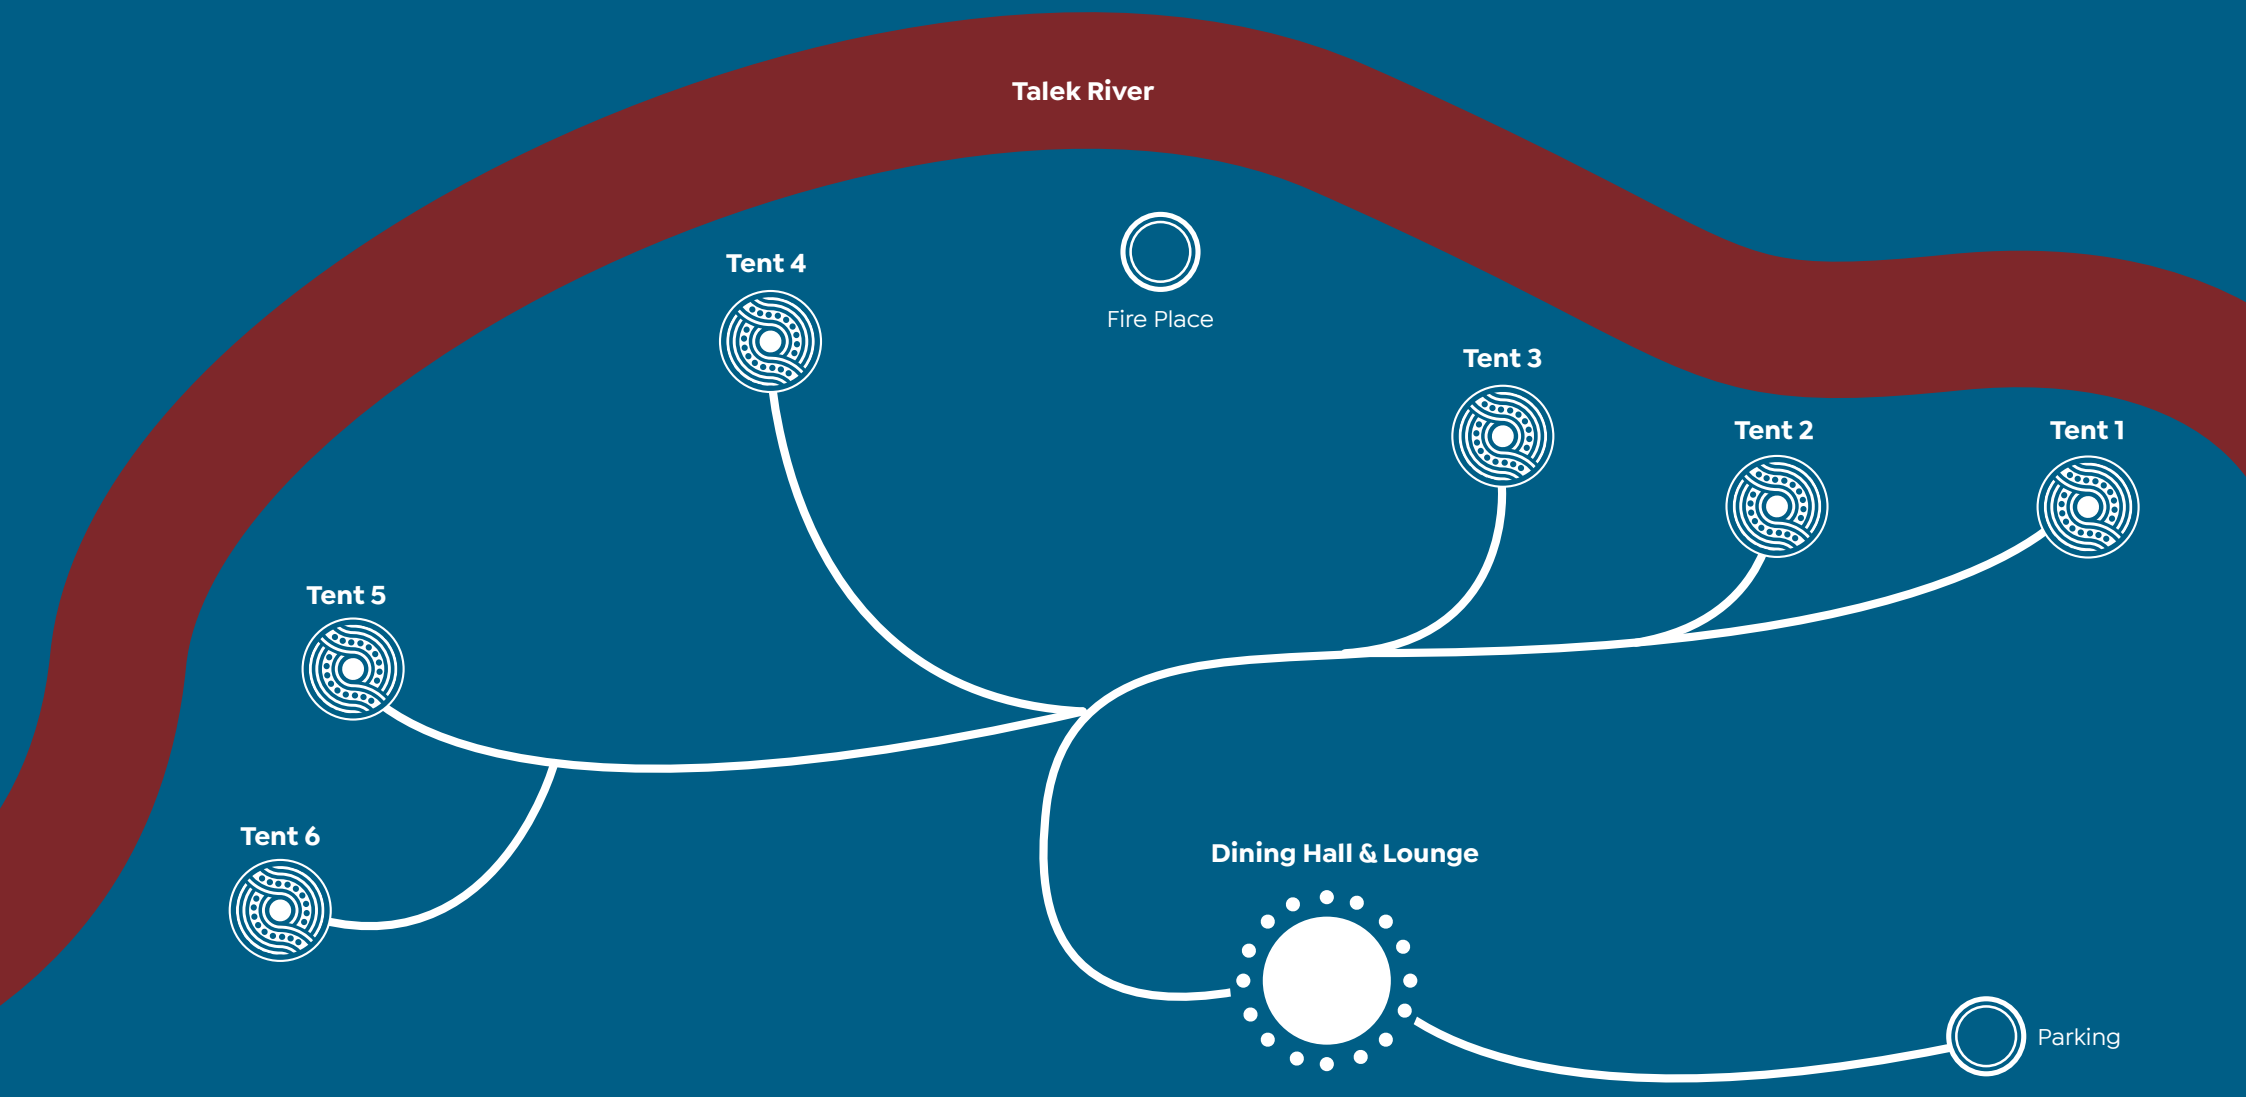 Talek River
Tent 4
Fire Place
Tent 3
Tent 2
Tent 1
Tent 5
Tent 6
Dining Hall & Lounge
Parking